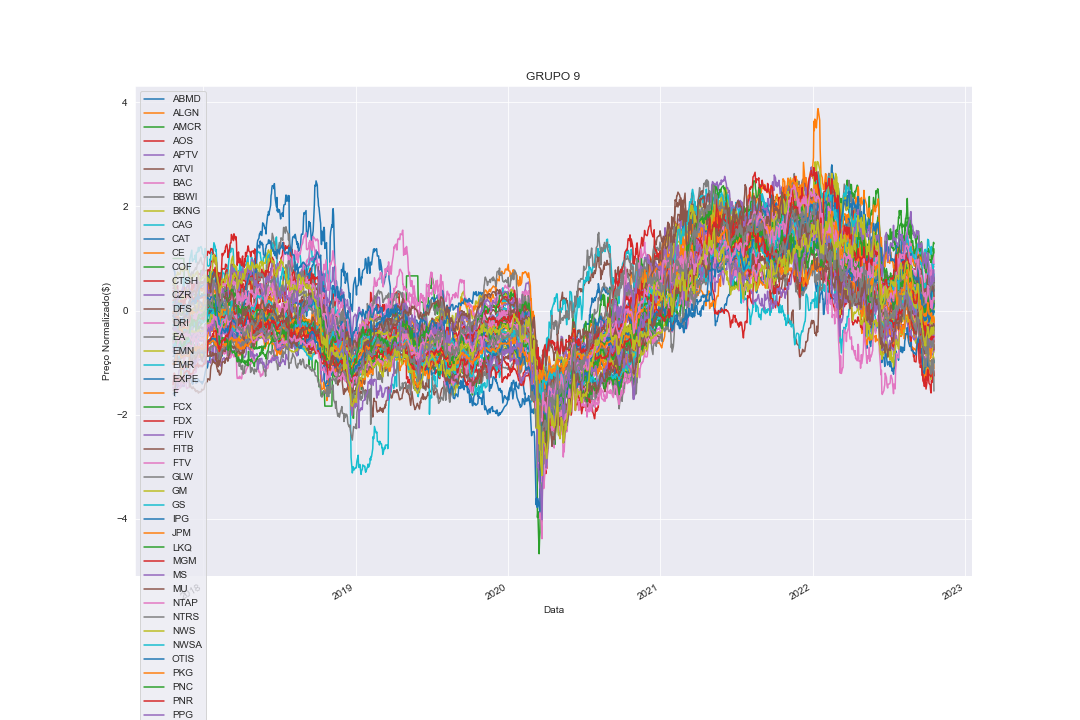 GRUPO 9
4
2
0
−2
−4
Preço Normalizado($)
ABMD
ALGN
AMCR
AOS
APTV
ATVI
BAC
BBWI
BKNG
CAG
CAT
CE
COF
CTSH
CZR
DFS
DRI
EA
EMN
EMR
EXPE
F
FCX
FDX
FFIV
FITB
FTV
GLW
GM
GS
IPG
JPM
LKQ
MGM
MS
MU
NTAP
NTRS
NWS
NWSA
OTIS
PKG
PNC
PNR
PPG
2018
2019
2020
2021
2022
2023
Data